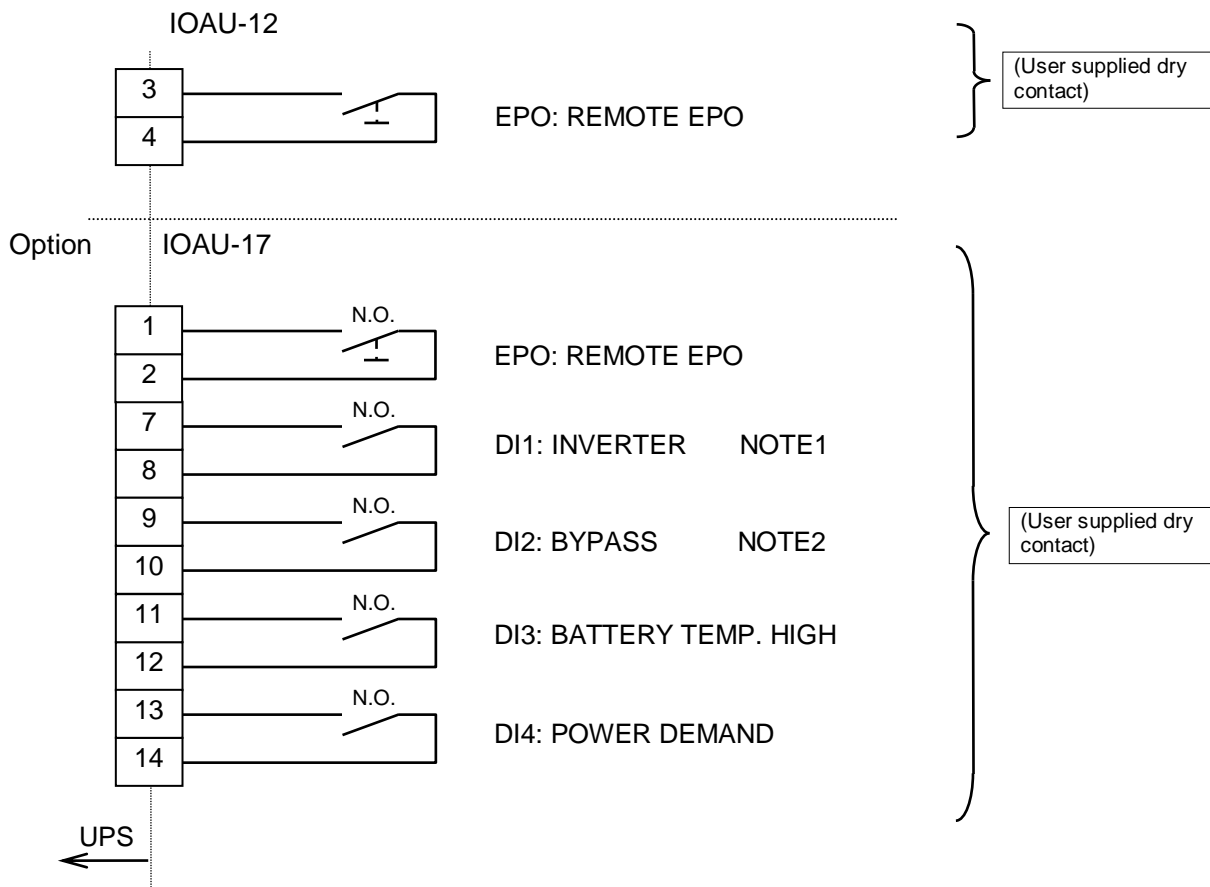 IOAU-12
3
4
EPO: REMOTE EPO
(User supplied dry
contact)
Option
IOAU-17
1
2
N.O.
EPO: REMOTE EPO
7
8
N.O.
DI1: INVERTER NOTE1
9
10
N.O.
DI2: BYPASS NOTE2
11
12
N.O.
DI3: BATTERY TEMP. HIGH
13
14
N.O.
DI4: POWER DEMAND
(User supplied dry
contact)
UPS